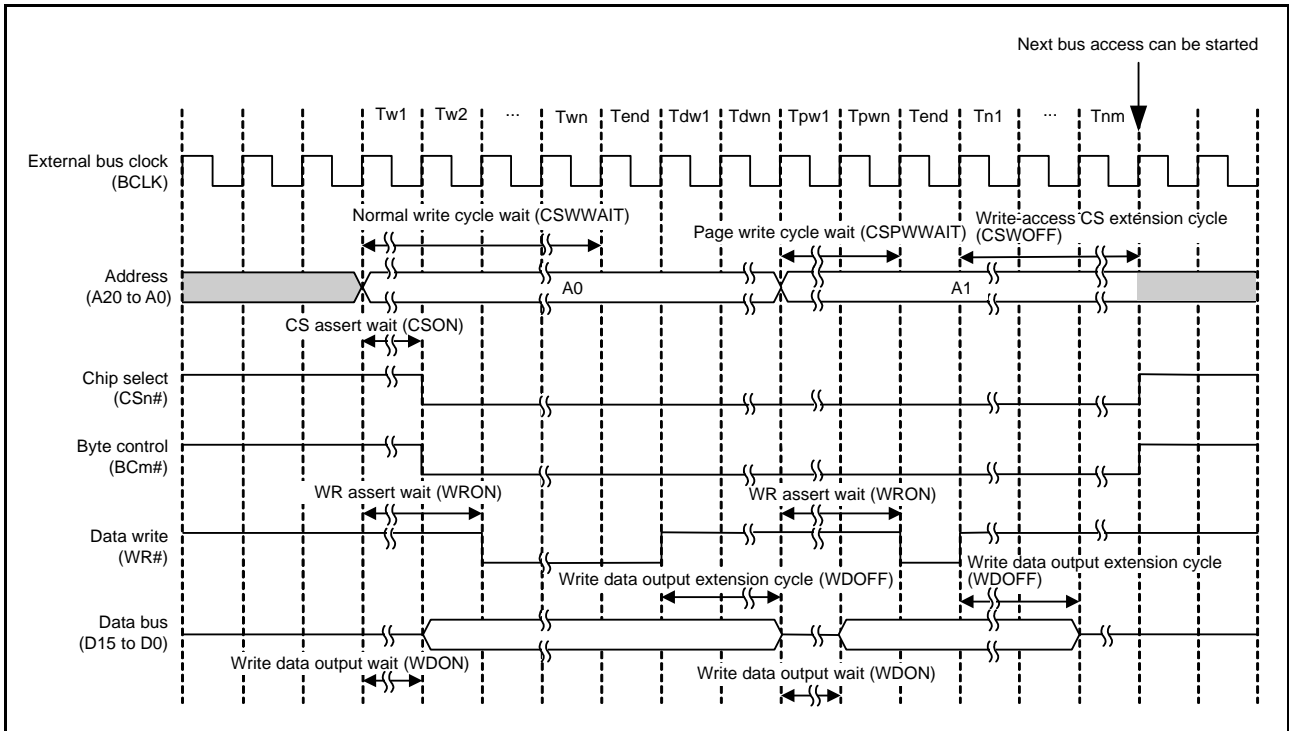 Next bus access can be started
Tw1 Tw2 ... Twn Tend Tdw1 Tdwn Tpw1 Tpwn Tend Tn1 ... Tnm
External bus clock
(BCLK)
Normal write cycle wait (CSWWAIT)
Page write cycle wait (CSPWWAIT)
Write-access CS extension cycle
(CSWOFF)
Address
(A20 to A0)
A0
A1
CS assert wait (CSON)
Chip select
(CSn#)
Byte control
(BCm#)
WR assert wait (WRON)
WR assert wait (WRON)
Data write
(WR#)
Write data output extension cycle (WDOFF)
Write data output extension cycle
(WDOFF)
Data bus
(D15 to D0)
Write data output wait (WDON)
Write data output wait (WDON)